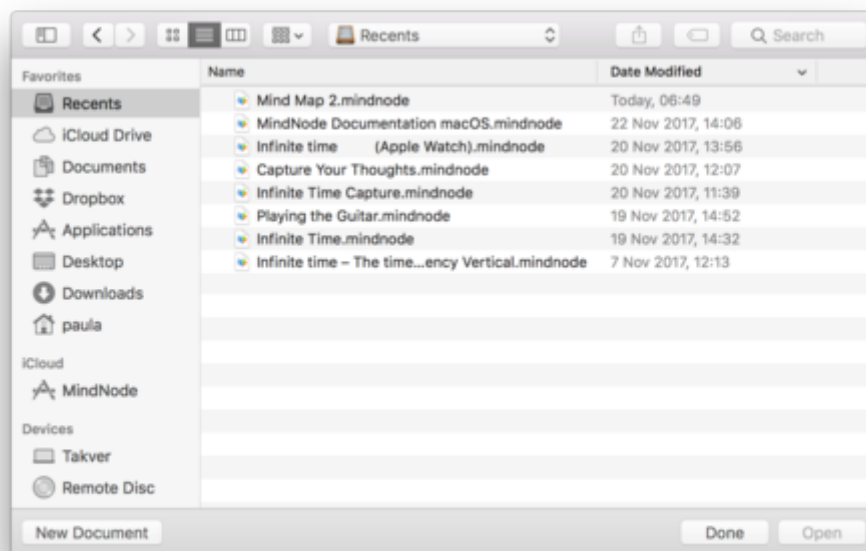 Recents
Search
Favorites
Recents
iCloud Drive
Documents
Dropbox
Applications
Desktop
Downloads
paula
iCloud
MindNode
Devices
Takver
Remote Disc
Name Date Modified
Mind Map 2.mindnode Today, 06:49
MindNode Documentation macOS.mindnode 22 Nov 2017, 14:06
Infinite time (Apple Watch).mindnode 20 Nov 2017, 13:56
Capture Your Thoughts.mindnode 20 Nov 2017, 12:07
Infinite Time Capture.mindnode 20 Nov 2017, 11:39
Playing the Guitar.mindnode 19 Nov 2017, 14:52
Infinite Time.mindnode 19 Nov 2017, 14:32
Infinite time – The time...ency Vertical.mindnode 7 Nov 2017, 12:13
New Document Done Open